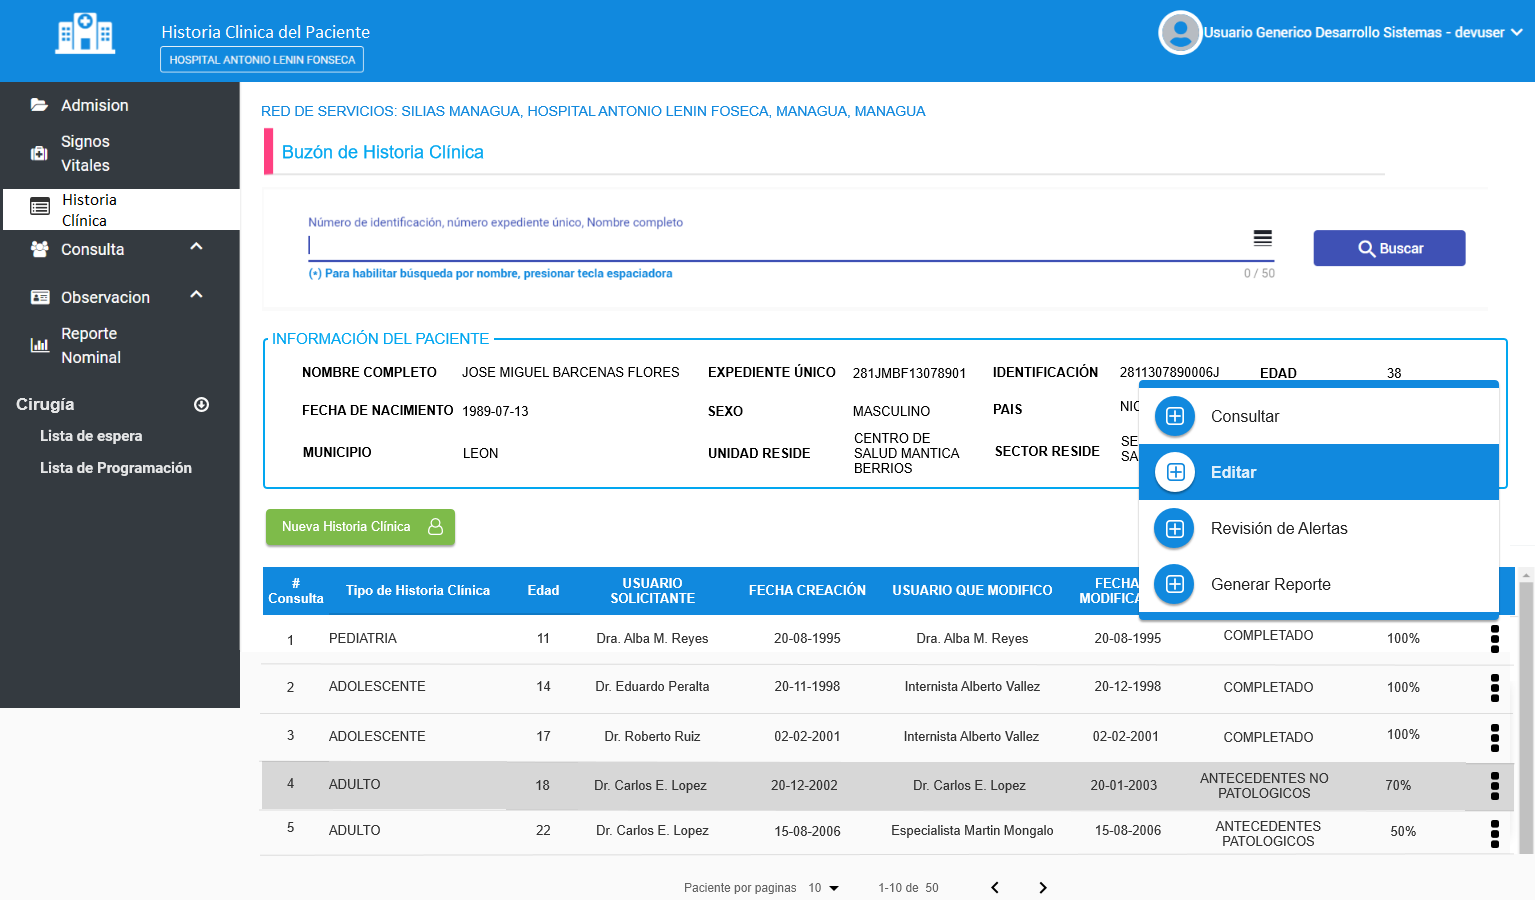 Historia Clinica del Paciente
HOSPITAL ANTONIO LENIN FONSECA
Usuario Generico Desarrollo Sistemas - devuser
Admision
Signos
Vitales
Historia
Clínica
Consulta
Observacion
Reporte
Nominal
Cirugía
Lista de espera
Lista de Programación
RED DE SERVICIOS: SILIAS MANAGUA, HOSPITAL ANTONIO LENIN FOSECA, MANAGUA, MANAGUA
Buzón de Historia Clínica
Número de identificación, número expediente único, Nombre completo
(*) Para habilitar búsqueda por nombre, presionar tecla espaciadora
0 / 50
Buscar
INFORMACIÓN DEL PACIENTE
NOMBRE COMPLETO JOSE MIGUEL BARCENAS FLORES EXPEDIENTE ÚNICO 281JMBF13078901 IDENTIFICACIÓN 2811307890006J EDAD 38
FECHA DE NACIMIENTO 1989-07-13 SEXO MASCULINO PAIS NIC
MUNICIPIO LEON UNIDAD RESIDE CENTRO DE SALUD MANTICA BERRIOS SECTOR RESIDE SE SA
Consultar
Editar
Revisión de Alertas
Generar Reporte
Nueva Historia Clínica
# Consulta Tipo de Historia Clínica Edad USUARIO SOLICITANTE FECHA CREACIÓN USUARIO QUE MODIFICO FECHA MODIFICA
1 PEDIATRIA 11 Dra. Alba M. Reyes 20-08-1995 Dra. Alba M. Reyes 20-08-1995 COMPLETADO 100%
2 ADOLESCENTE 14 Dr. Eduardo Peralta 20-11-1998 Internista Alberto Vallez 20-12-1998 COMPLETADO 100%
3 ADOLESCENTE 17 Dr. Roberto Ruiz 02-02-2001 Internista Alberto Vallez 02-02-2001 COMPLETADO 100%
4 ADULTO 18 Dr. Carlos E. Lopez 20-12-2002 Dr. Carlos E. Lopez 20-01-2003 ANTECEDENTES NO PATOLOGICOS 70%
5 ADULTO 22 Dr. Carlos E. Lopez 15-08-2006 Especialista Martin Mongalo 15-08-2006 ANTECEDENTES PATOLOGICOS 50%
Paciente por paginas 10 1-10 de 50